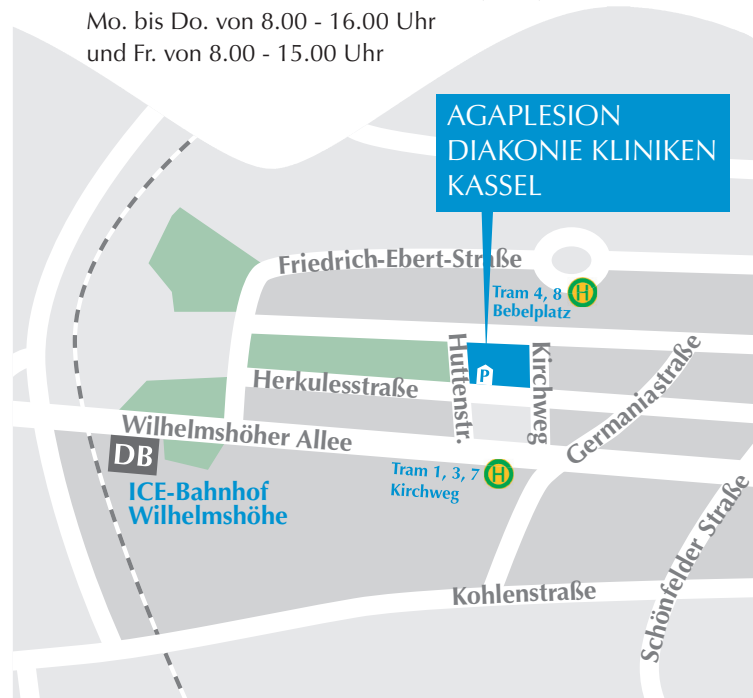 Mo. bis Do. von 8.00 - 16.00 Uhr
und Fr. von 8.00 - 15.00 Uhr
AGAPLESION
DIAKONIE KLINIKEN
KASSEL
Friedrich-Ebert-Straße
Tram 4, 8 H
Bebelplatz
Huttenstr.
P
Kirchweg
Germaniastraße
Herkulesstraße
Wilhelmshöher Allee
DB
ICE-Bahnhof
Wilhelmshöhe
Tram 1, 3, 7 H
Kirchweg
Schönfelder Straße
Kohlenstraße